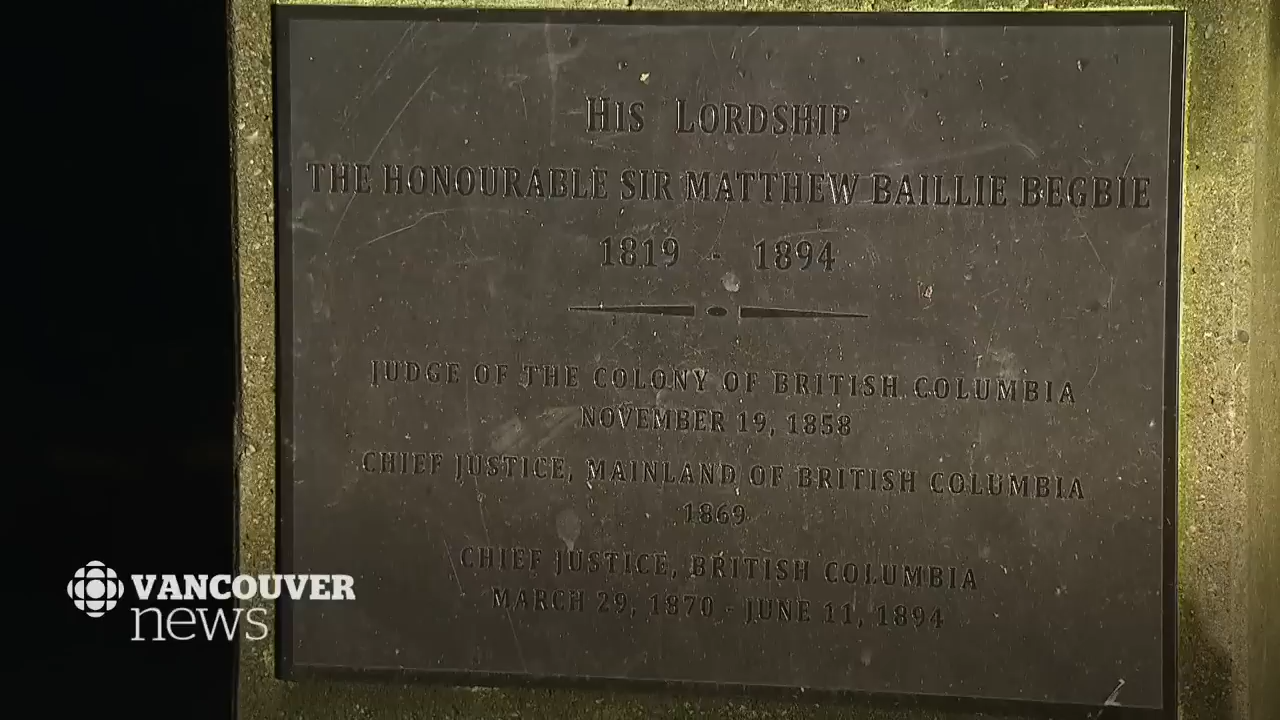 HIS LORDSHIP
THE HONOURABLE SIR MATTHEW BAILLIE BEGBIE
1819 - 1894
JUDGE OF THE COLONY OF BRITISH COLUMBIA
NOVEMBER 19, 1858
CHIEF JUSTICE, MAINLAND OF BRITISH COLUMBIA
1869
CHIEF JUSTICE, BRITISH COLUMBIA
MARCH 29, 1870 - JUNE 11, 1894
VANCOUVER
news